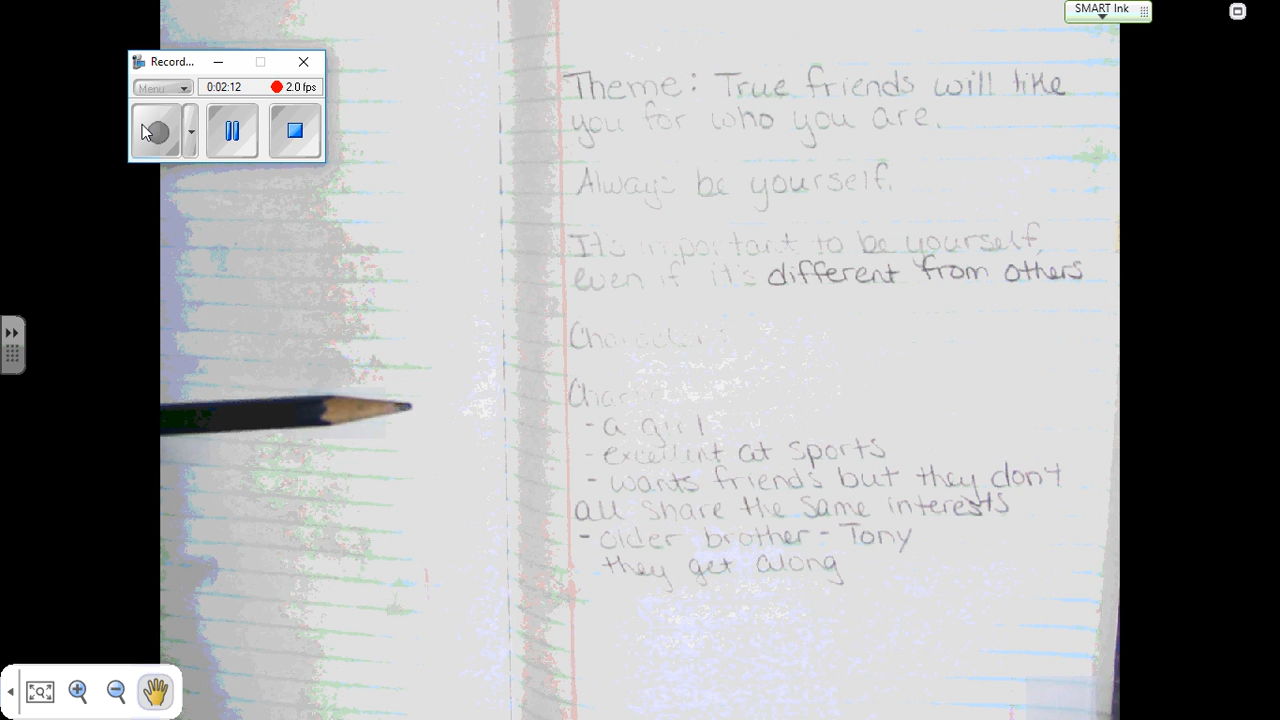 SMART Ink
Record...
Menu
0:02:12
2.0 fps
Theme: True friends will like
you for who you are.
Always be yourself.
It's important to be yourself,
even if it's different from others
Character:
- a girl
- excellent at sports
- wants friends but they don't
all share the same interests
- older brother - Tony
they get along